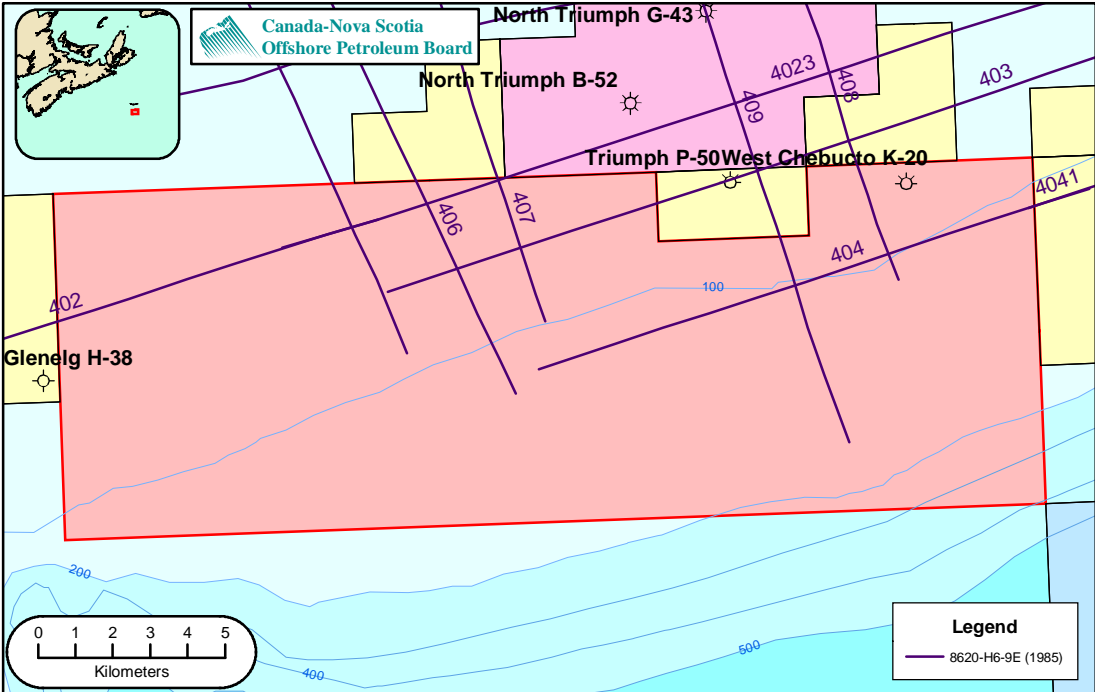 North Triumph G-43
Canada-Nova Scotia
Offshore Petroleum Board
North Triumph B-52
4023
403
408
409
Triumph P-50
West Chebucto K-20
4041
406
407
404
402
100
Glenelg H-38
200
400
500
0 1 2 3 4 5
Kilometers
Legend
8620-H6-9E (1985)